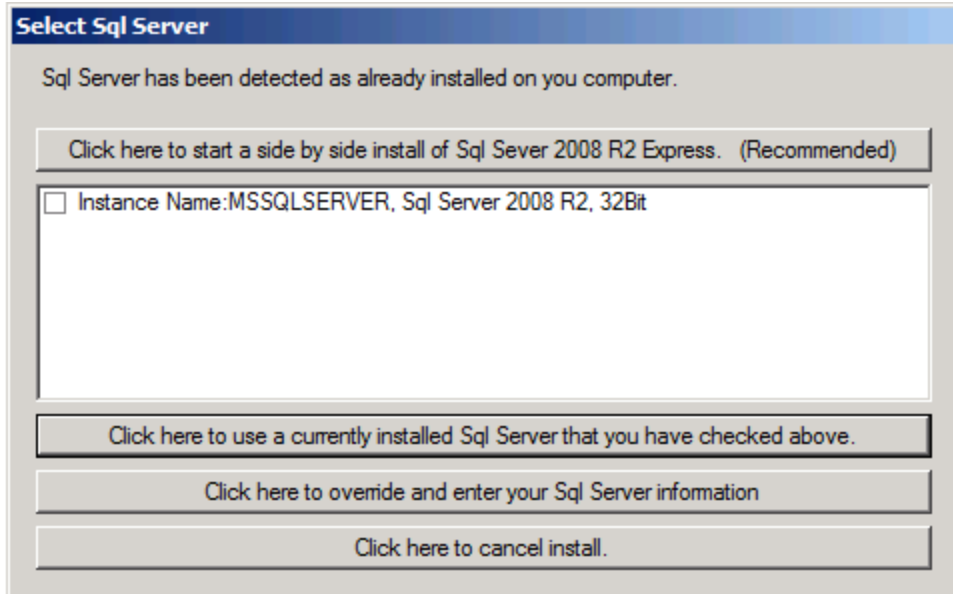 Select Sql Server
Sql Server has been detected as already installed on you computer.
Click here to start a side by side install of Sql Sever 2008 R2 Express. (Recommended)
Instance Name:MSSQLSERVER, Sql Server 2008 R2, 32Bit
Click here to use a currently installed Sql Server that you have checked above.
Click here to override and enter your Sql Server information
Click here to cancel install.